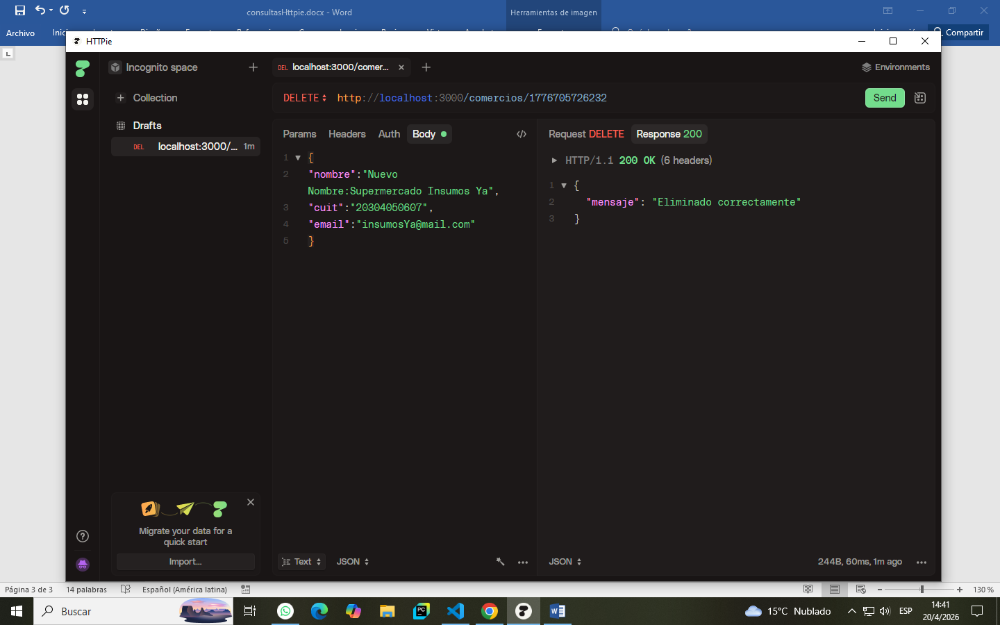 consultasHttpie.docx - Word
Herramientas de imagen
Archivo
Compartir
HTTPie
Incognito space
DEL localhost:3000/comer...
Environments
Collection
DELETE http://localhost:3000/comercios/1776705726232
Send
Drafts
DEL localhost:3000/... 1m
Params Headers Auth Body
Request DELETE Response 200
1 {
2 "nombre":"Nuevo
Nombre:Supermercado Insumos Ya",
3 "cuit":"20304050607",
4 "email":"insumosYa@mail.com"
5 }
HTTP/1.1 200 OK (6 headers)
1 {
2 "mensaje": "Eliminado correctamente"
3 }
Migrate your data for a
quick start
Import...
Text JSON
JSON
244B, 60ms, 1m ago
Página 3 de 3 14 palabras Español (América latina)
130 %
Buscar
15°C Nublado
ESP
14:41
20/4/2026